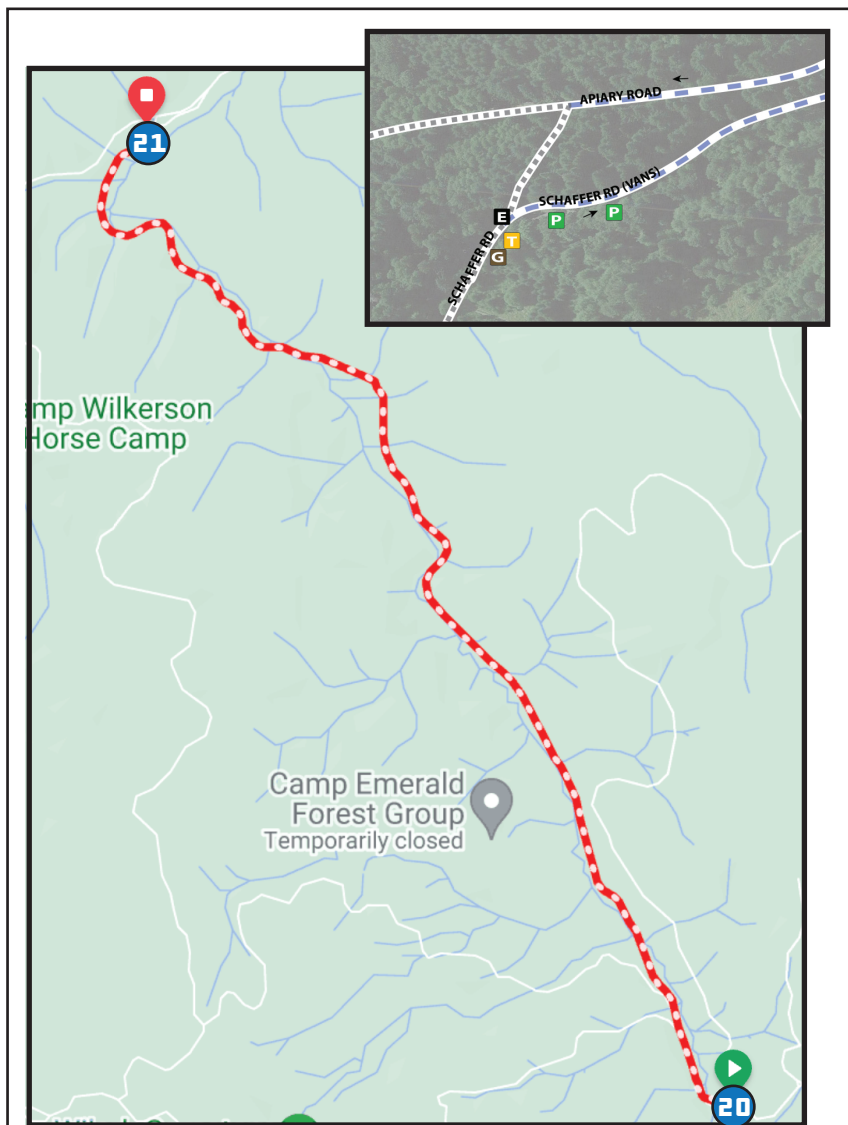 APIARY ROAD
SCHAFFER RD (VANS)
E
P
P
T
G
SCHAFFER RD
21
mp Wilkerson
Horse Camp
Camp Emerald
Forest Group
Temporarily closed
20